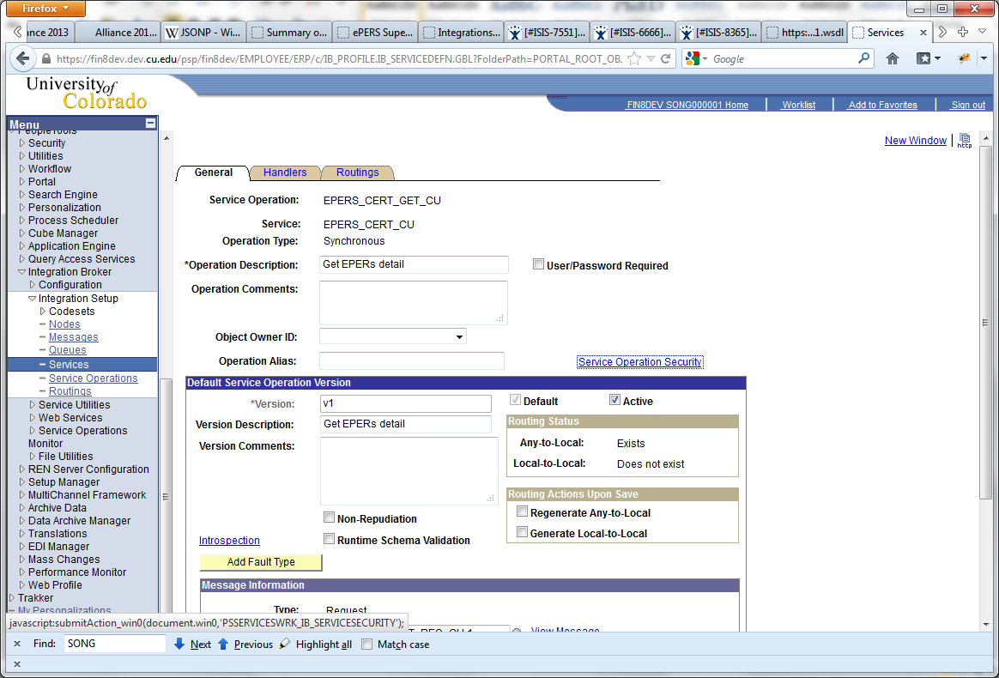 Firefox
nce 2013
Alliance 201...
W JSONP - Wi...
Summary o...
ePERS Supe...
Integrations...
[#ISIS-7551]...
[#ISIS-6666]...
[#ISIS-8365]...
https:...1.wsdl
Services
https://fin8dev.dev.cu.edu/psp/fin8dev/EMPLOYEE/ERP/c/IB_PROFILE.IB_SERVICEDEFN.GBL?FolderPath=PORTAL_ROOT_OB.
Google
University of
Colorado
FIN8DEV SONG000001 Home
Worklist
Add to Favorites
Sign out
Menu
PeopleTools
Security
Utilities
Workflow
Portal
Search Engine
Personalization
Process Scheduler
Cube Manager
Application Engine
Query Access Services
Integration Broker
Configuration
Integration Setup
Codesets
Nodes
Messages
Queues
Services
Service Operations
Routings
Service Utilities
Web Services
Service Operations
Monitor
File Utilities
REN Server Configuration
Setup Manager
MultiChannel Framework
Archive Data
Data Archive Manager
Translations
EDI Manager
Mass Changes
Performance Monitor
Web Profile
Trakker
My Personalizations
New Window
http
General
Handlers
Routings
Service Operation: EPERS_CERT_GET_CU
Service: EPERS_CERT_CU
Operation Type: Synchronous
*Operation Description: Get EPERs detail
User/Password Required
Operation Comments:
Object Owner ID:
Operation Alias:
Service Operation Security
Default Service Operation Version
*Version: v1
Default
Active
Version Description: Get EPERs detail
Version Comments:
Routing Status
Any-to-Local: Exists
Local-to-Local: Does not exist
Routing Actions Upon Save
Regenerate Any-to-Local
Generate Local-to-Local
Non-Repudiation
Runtime Schema Validation
Introspection
Add Fault Type
Message Information
Type: Request
View Message
javascript:submitAction_win0(document.win0,'PSSERVICESWRK_IB_SERVICESECURITY');
Find: SONG
Next
Previous
Highlight all
Match case